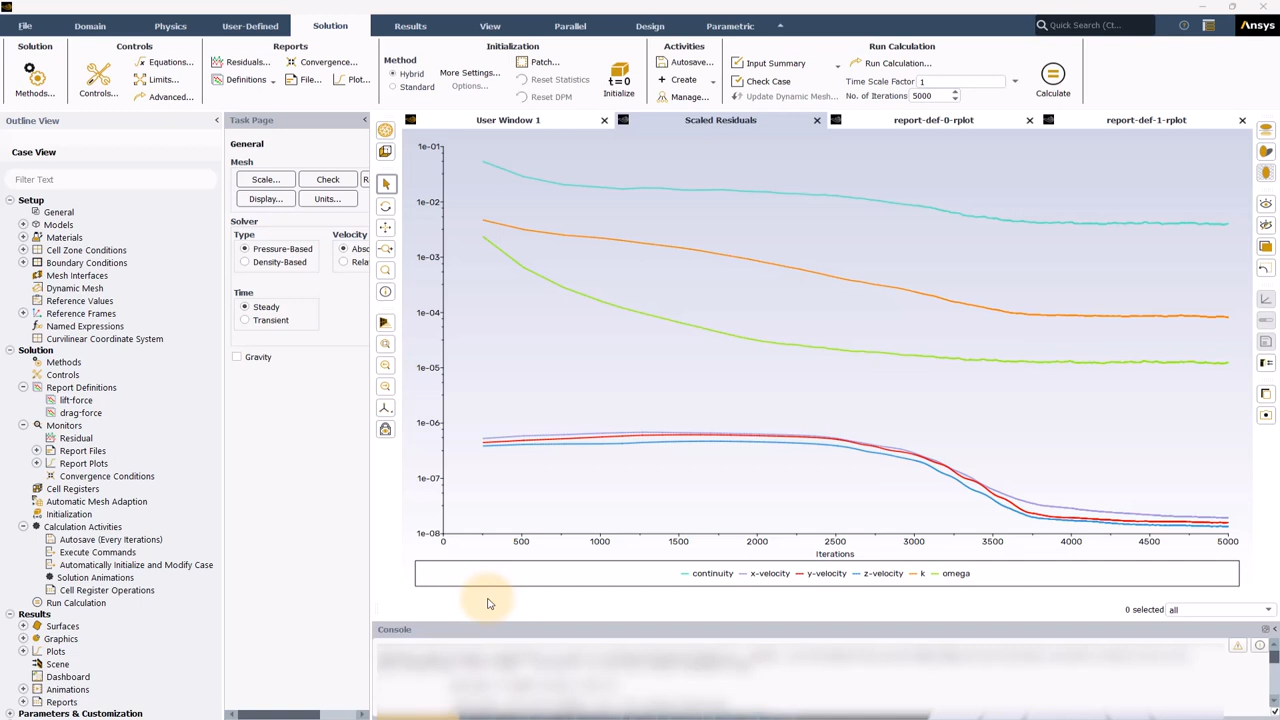 File Domain Physics User-Defined Solution Results View Parallel Design Parametric Quick Search (Ct... Ansys
Solution Controls Reports Initialization Activities Run Calculation
Methods...
Controls...
Equations...
Limits...
Advanced...
Residuals... Convergence...
Definitions File... Plot...
Method
Hybrid
Standard
More Settings...
Options...
Patch...
Reset Statistics
Reset DPM
t=0
Initialize
Autosave...
Create
Manage...
Input Summary
Check Case
Update Dynamic Mesh...
Run Calculation...
Time Scale Factor 1
No. of Iterations 5000
Calculate
Outline View
Case View
Filter Text
Setup
General
Models
Materials
Cell Zone Conditions
Boundary Conditions
Mesh Interfaces
Dynamic Mesh
Reference Values
Reference Frames
Named Expressions
Curvilinear Coordinate System
Solution
Methods
Controls
Report Definitions
lift-force
drag-force
Monitors
Residual
Report Files
Report Plots
Convergence Conditions
Cell Registers
Automatic Mesh Adaption
Initialization
Calculation Activities
Autosave (Every Iterations)
Execute Commands
Automatically Initialize and Modify Case
Solution Animations
Cell Register Operations
Run Calculation
Results
Surfaces
Graphics
Plots
Scene
Dashboard
Animations
Reports
Parameters & Customization
Task Page
General
Mesh
Scale... Check R
Display... Units...
Solver
Type Velocity
Pressure-Based Abso
Density-Based Rela
Time
Steady
Transient
Gravity
User Window 1 Scaled Residuals report-def-0-rplot report-def-1-rplot
1e-01
1e-02
1e-03
1e-04
1e-05
1e-06
1e-07
1e-08
0 500 1000 1500 2000 2500 3000 3500 4000 4500 5000
Iterations
continuity x-velocity y-velocity z-velocity k omega
0 selected all
Console